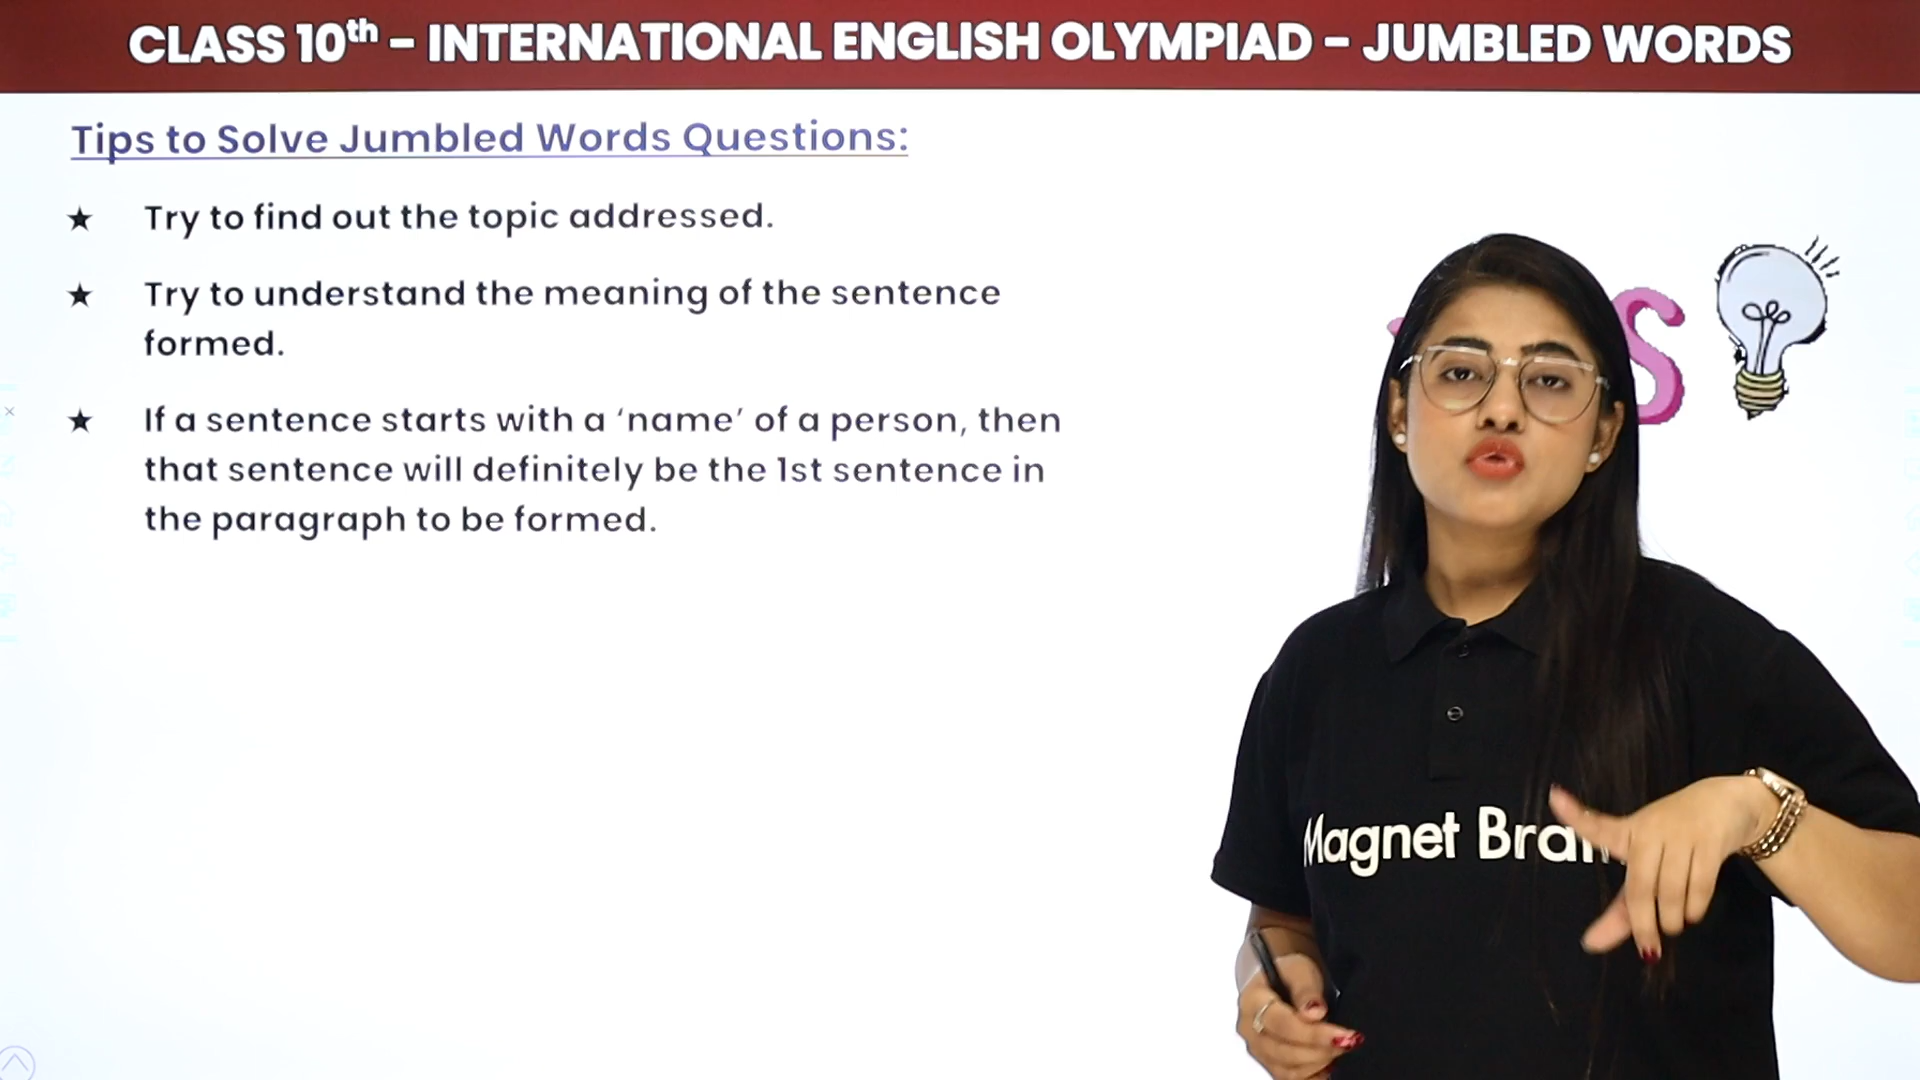 CLASS 10th – INTERNATIONAL ENGLISH OLYMPIAD – JUMBLED WORDS
Tips to Solve Jumbled Words Questions:
★ Try to find out the topic addressed.
★ Try to understand the meaning of the sentence
formed.
★ If a sentence starts with a ‘name’ of a person, then
that sentence will definitely be the 1st sentence in
the paragraph to be formed.
Magnet